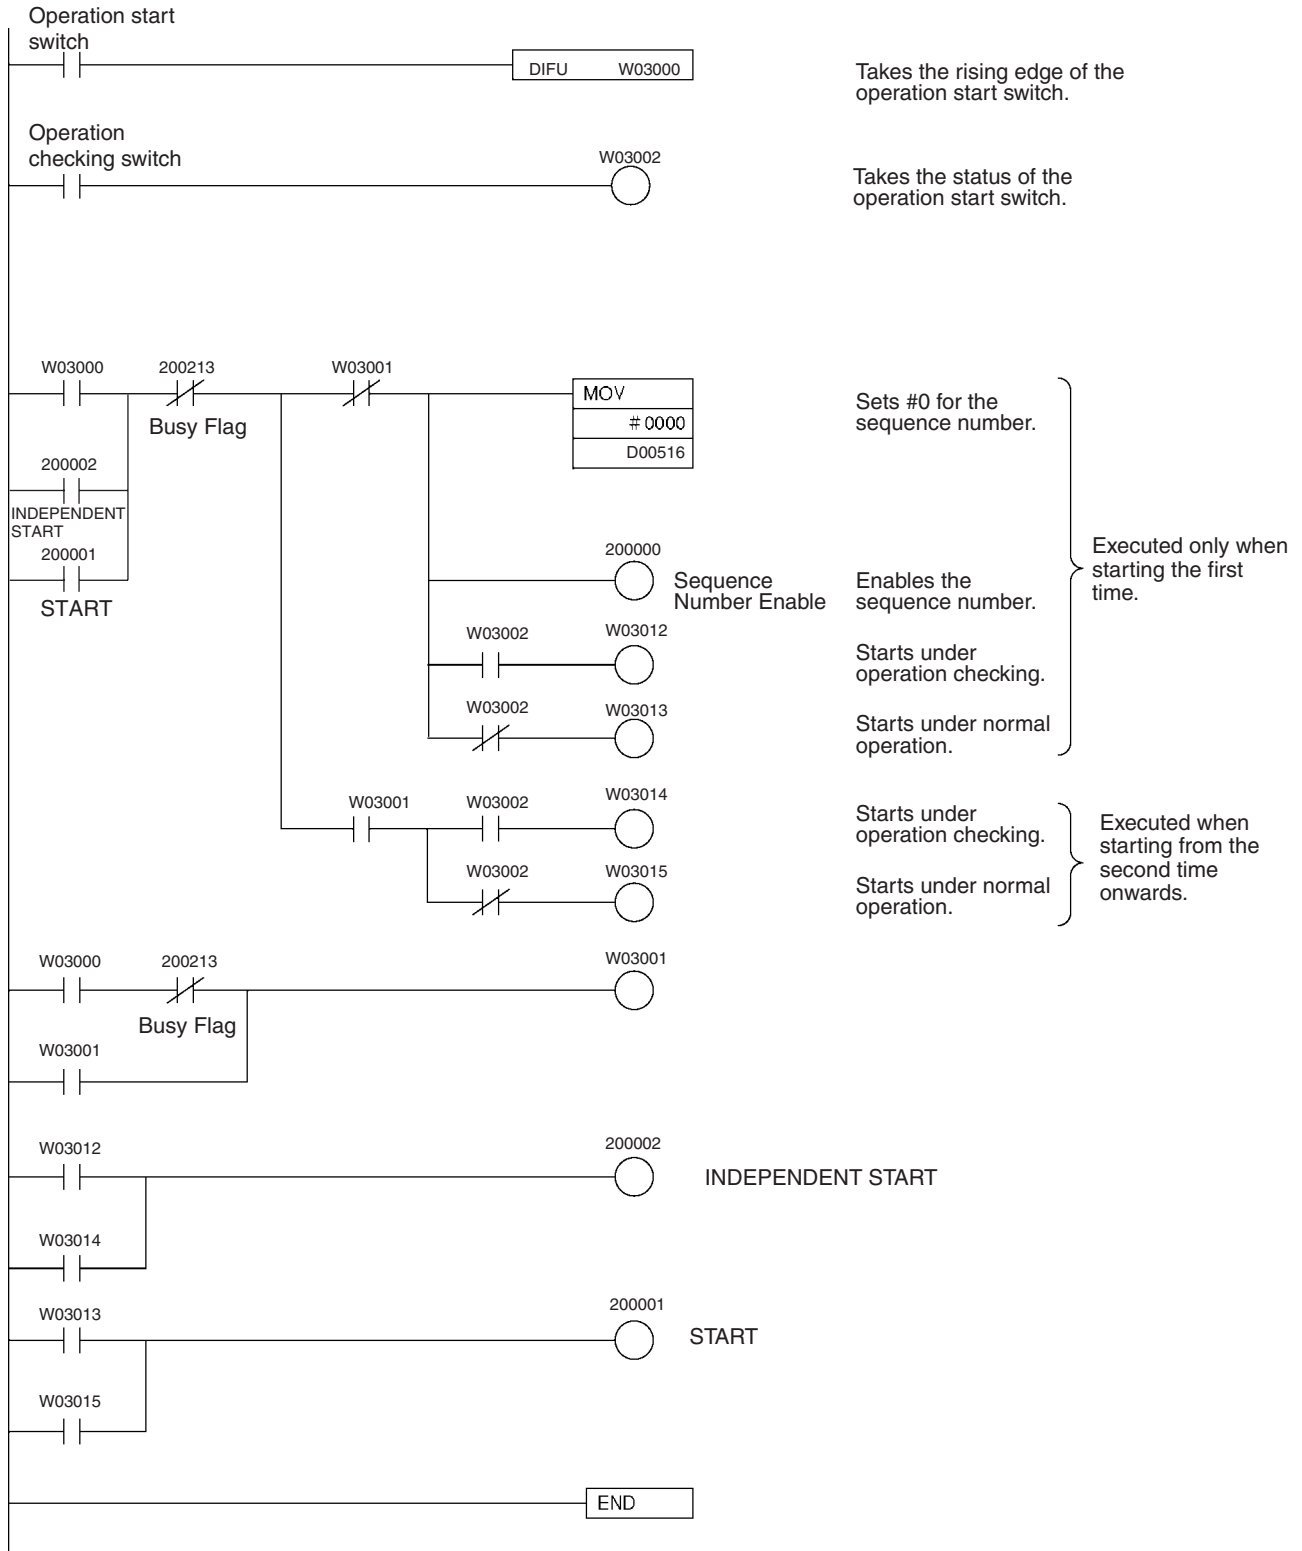 Operation start
switch
DIFU W03000
Takes the rising edge of the
operation start switch.
Operation
checking switch
W03002
Takes the status of the
operation start switch.
W03000
200213
W03001
Busy Flag
MOV
# 0000
D00516
Sets #0 for the
sequence number.
200002
INDEPENDENT
START
200001
START
200000
Sequence
Number Enable
Enables the
sequence number.
Executed only when
starting the first
time.
W03002
W03012
Starts under
operation checking.
W03002
W03013
Starts under normal
operation.
W03001
W03002
W03014
Starts under
operation checking.
Executed when
starting from the
second time
onwards.
W03002
W03015
Starts under normal
operation.
W03000
200213
W03001
Busy Flag
W03001
W03012
200002
INDEPENDENT START
W03014
W03013
200001
START
W03015
END